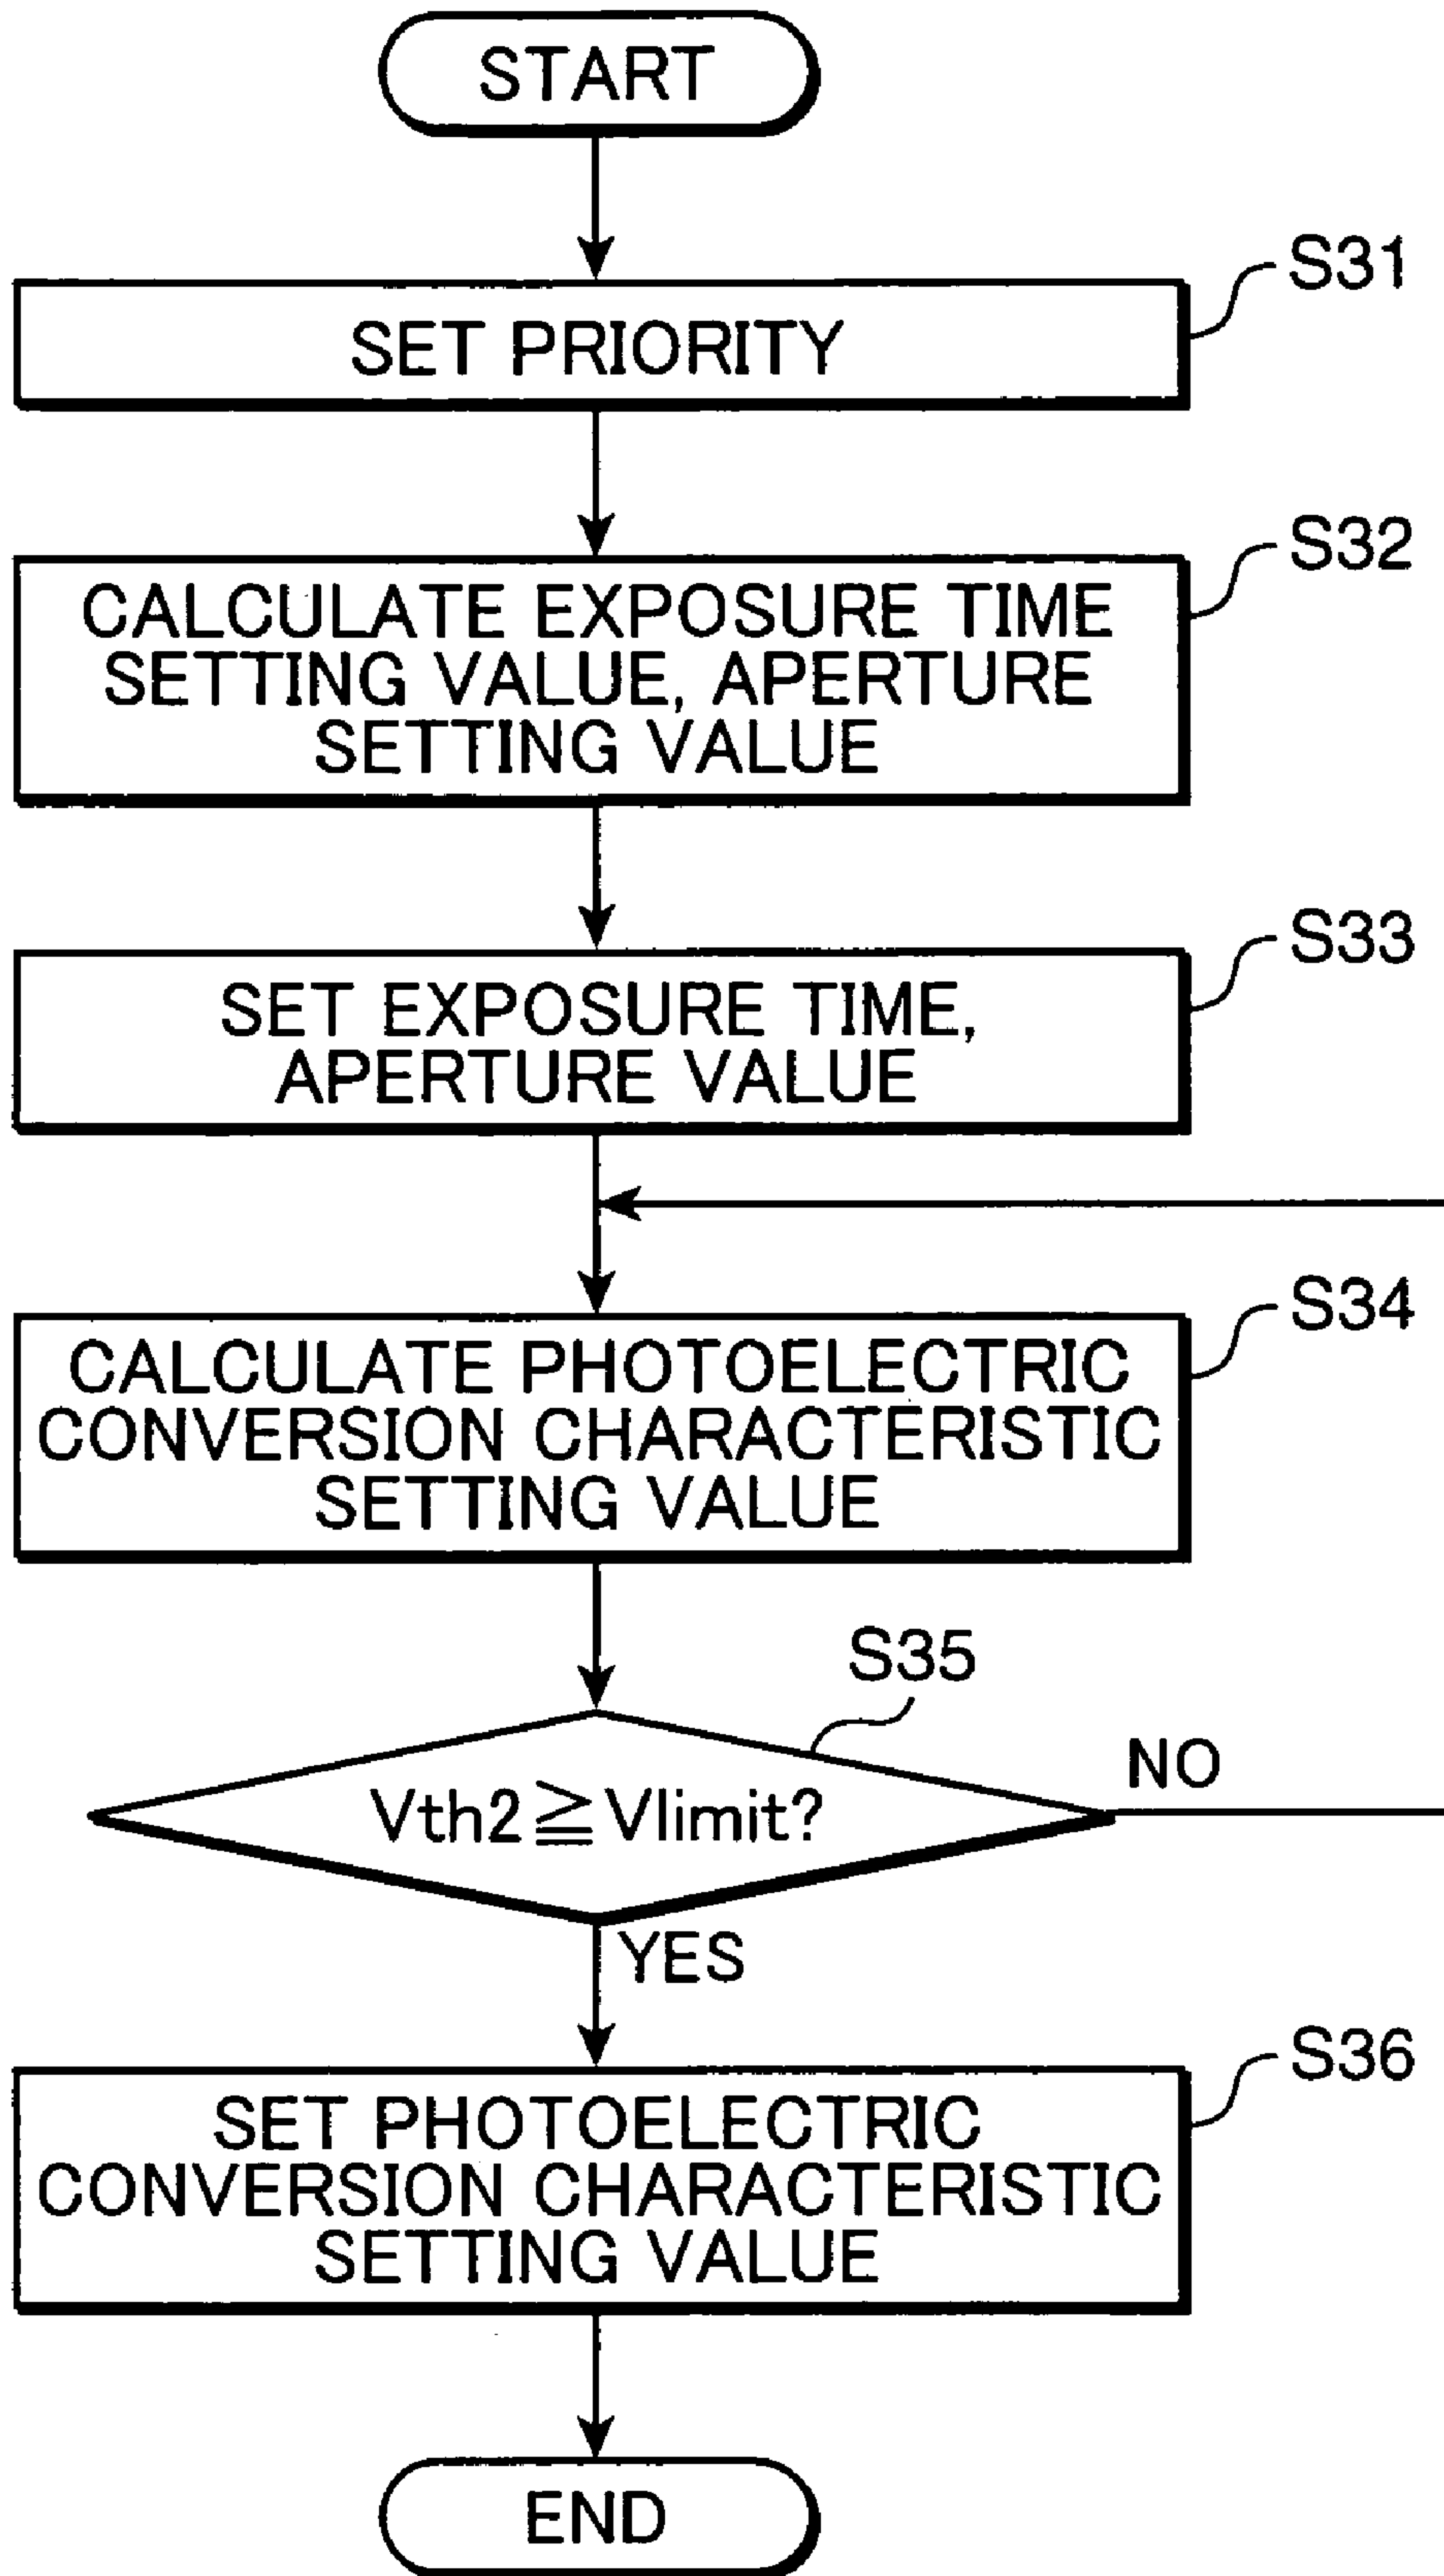 START
S31
SET PRIORITY
S32
CALCULATE EXPOSURE TIME
SETTING VALUE, APERTURE
SETTING VALUE
S33
SET EXPOSURE TIME,
APERTURE VALUE
S34
CALCULATE PHOTOELECTRIC
CONVERSION CHARACTERISTIC
SETTING VALUE
S35
Vth2≧Vlimit?
NO
YES
S36
SET PHOTOELECTRIC
CONVERSION CHARACTERISTIC
SETTING VALUE
END